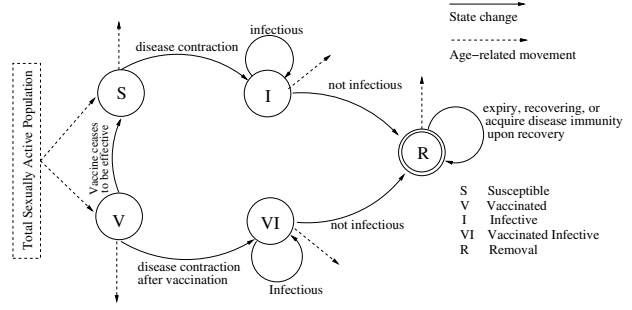 infectious
State change
disease contraction
Age-related movement
S
I
not infectious
expiry, recovering, or
acquire disease immunity
upon recovery
R
Total Sexually Active Population
Vaccine ceases
to be effective
V
VI
not infectious
disease contraction
after vaccination
Infectious
S Susceptible
V Vaccinated
I Infective
VI Vaccinated Infective
R Removal